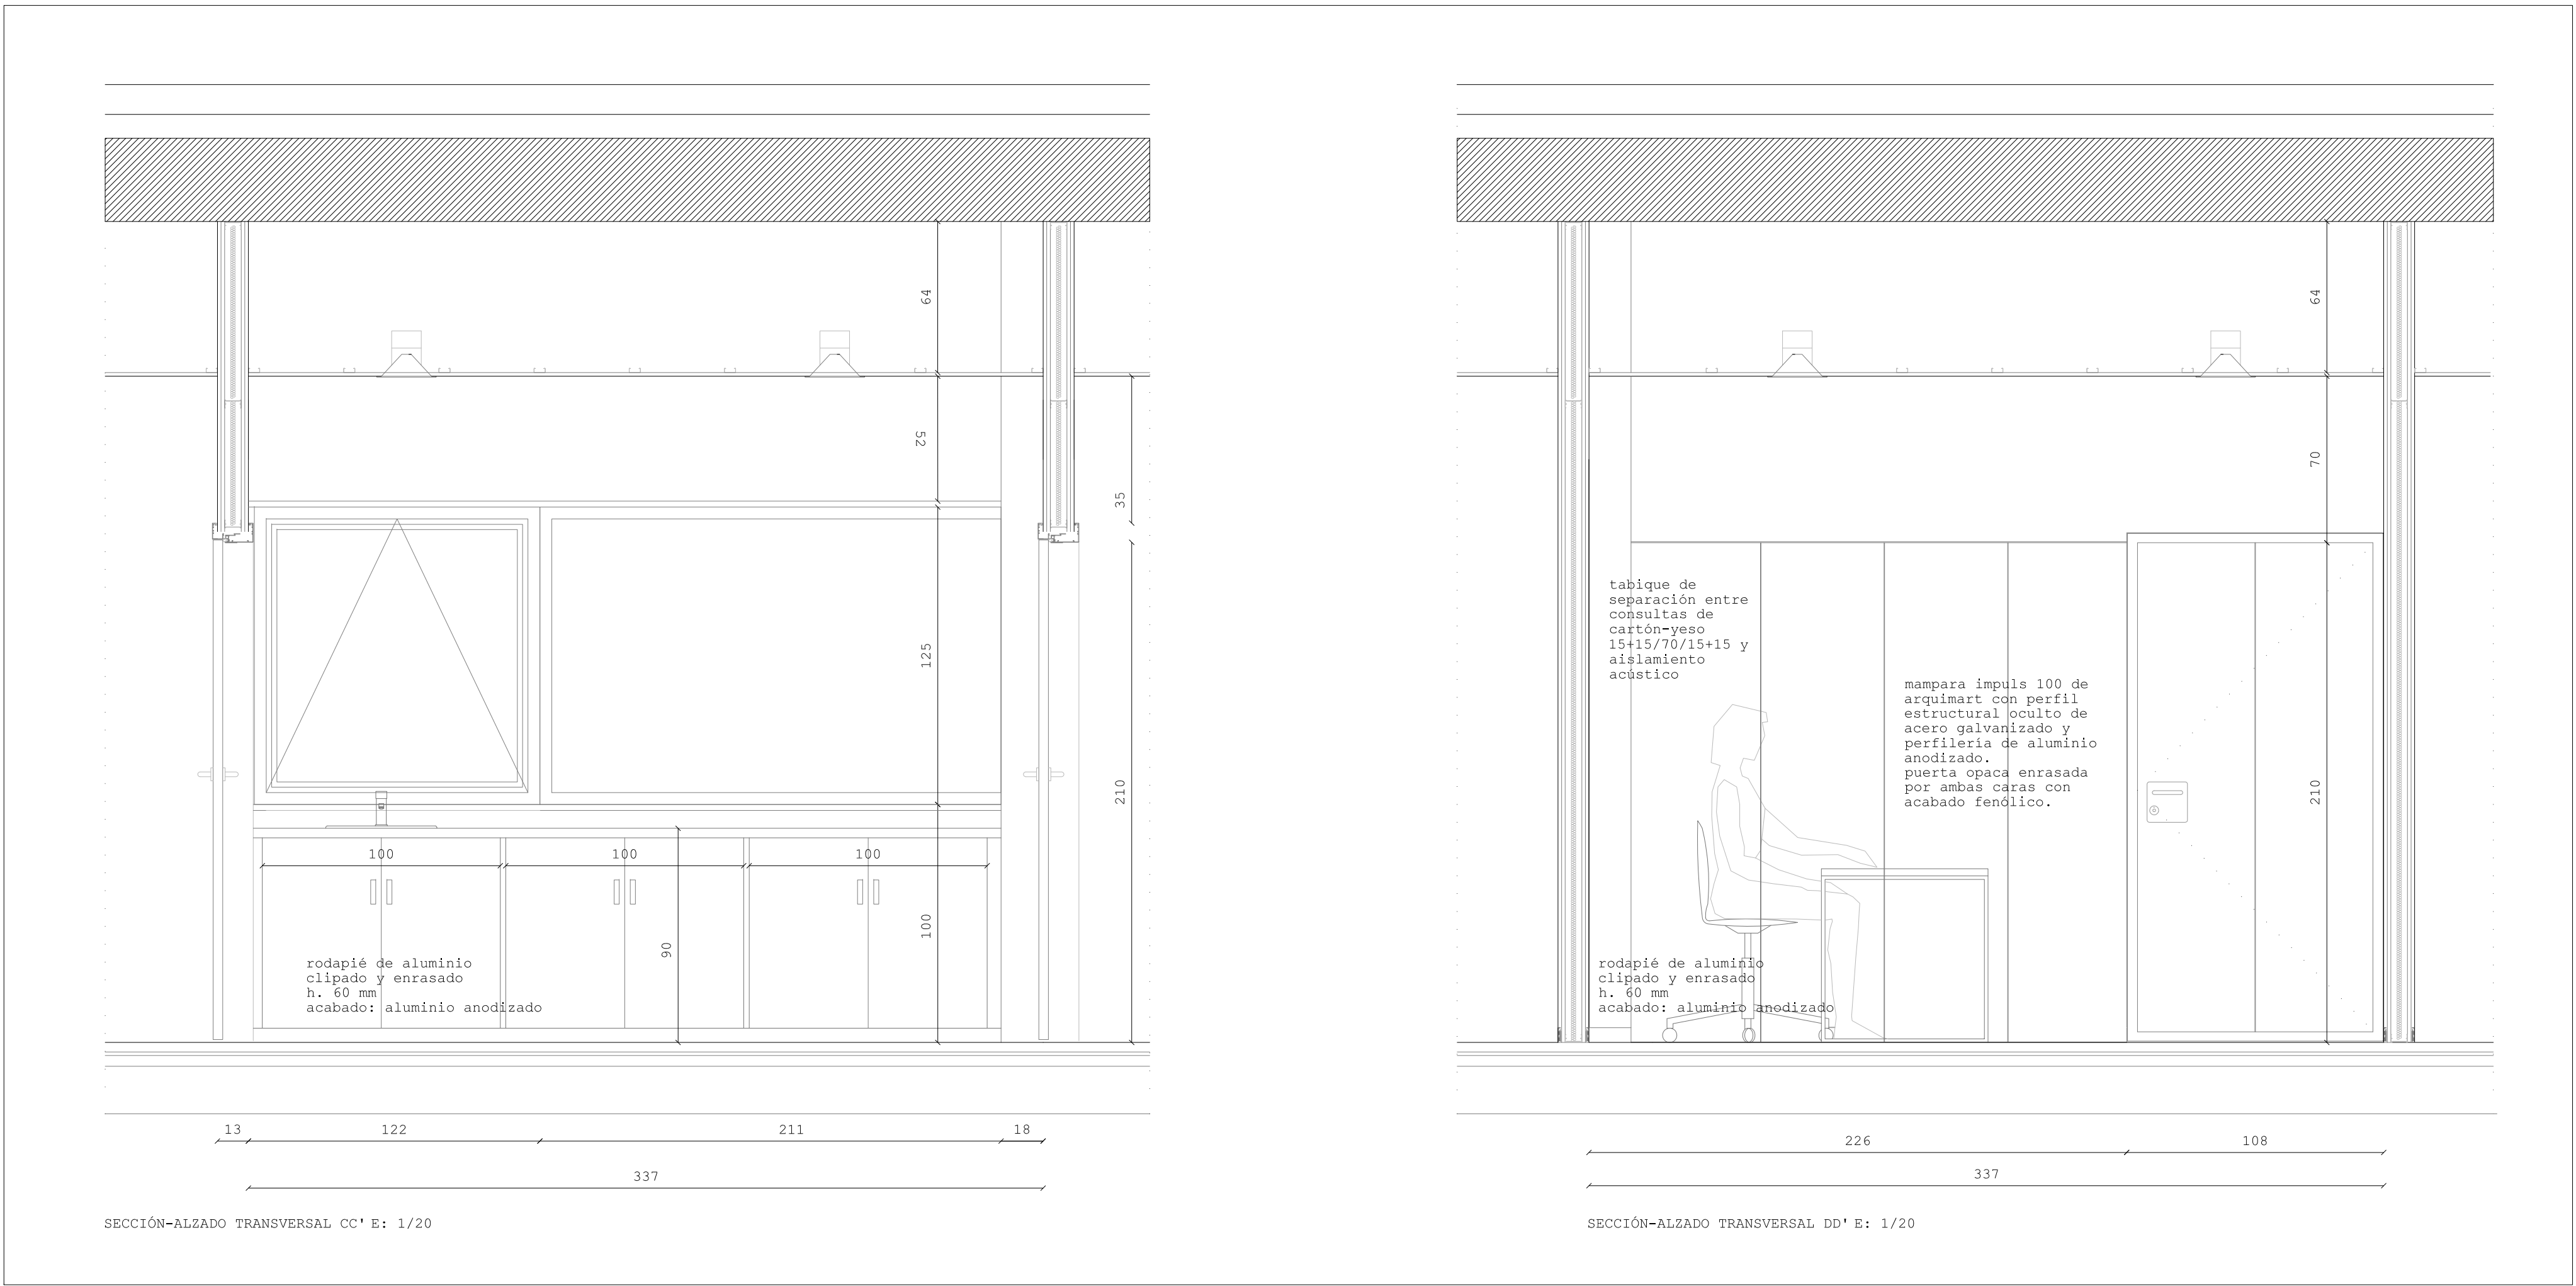 64
52
35
125
210
100
100
100
90
100
rodapié de aluminio
clipado y enrasado
h. 60 mm
acabado: aluminio anodizado
13
122
211
18
337
SECCIÓN-ALZADO TRANSVERSAL CC' E: 1/20
64
70
tabique de
separación entre
consultas de
cartón-yeso
15+15/70/15+15 y
aislamiento
acústico
mampara impuls 100 de
arquimart con perfil
estructural oculto de
acero galvanizado y
perfilería de aluminio
anodizado.
puerta opaca enrasada
por ambas caras con
acabado fenólico.
210
rodapié de aluminio
clipado y enrasado
h. 60 mm
acabado: aluminio anodizado
226
108
337
SECCIÓN-ALZADO TRANSVERSAL DD' E: 1/20